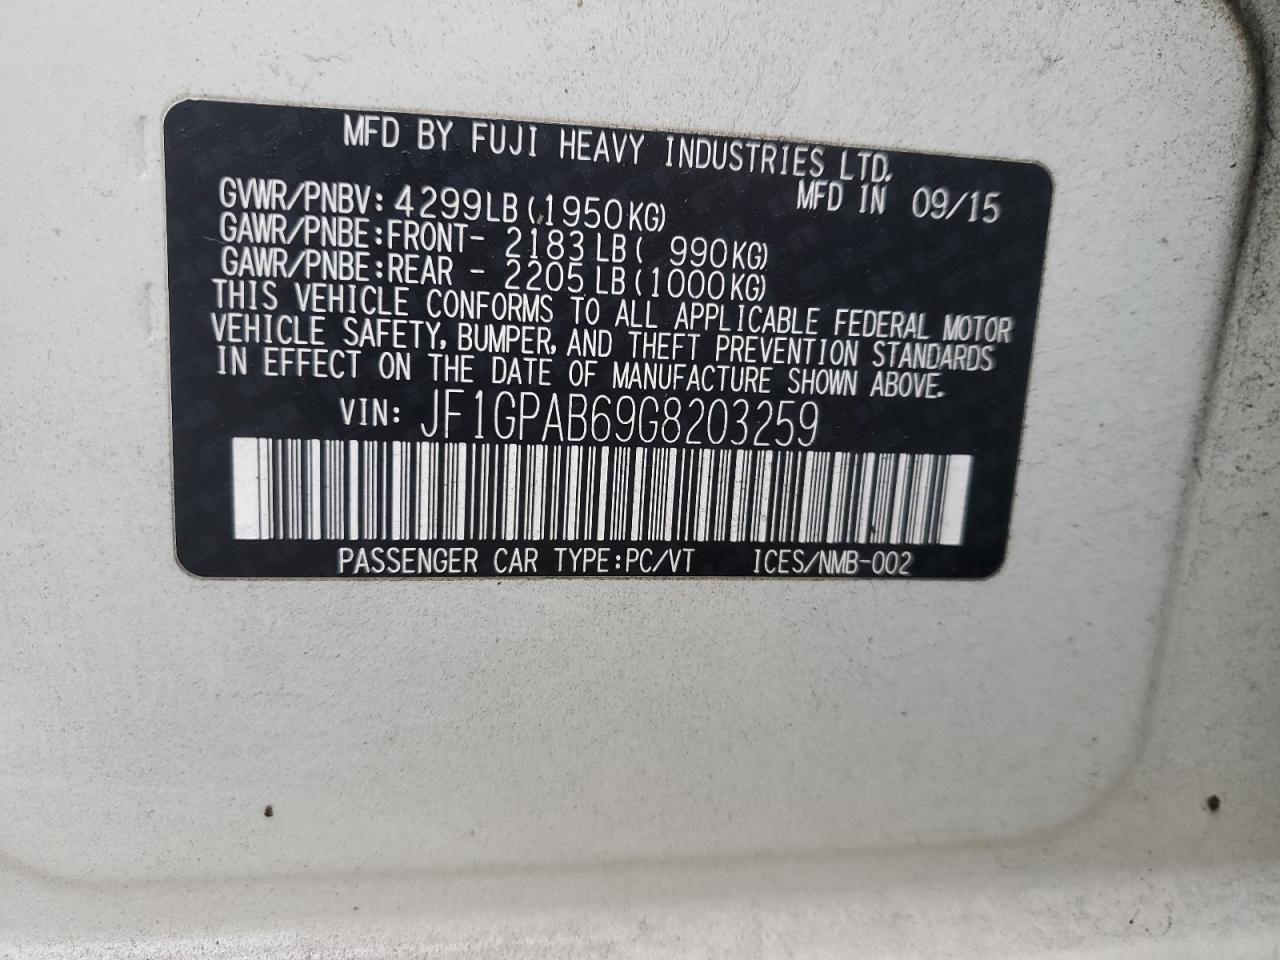 MFD BY FUJI HEAVY INDUSTRIES LTD.
MFD IN 09/15
GVWR/PNBV: 4299LB (1950KG)
GAWR/PNBE:FRONT- 2183LB( 990KG)
GAWR/PNBE:REAR - 2205LB(1000KG)
THIS VEHICLE CONFORMS TO ALL APPLICABLE FEDERAL MOTOR
VEHICLE SAFETY, BUMPER, AND THEFT PREVENTION STANDARDS
IN EFFECT ON THE DATE OF MANUFACTURE SHOWN ABOVE.
VIN: JF1GPAB69G8203259
PASSENGER CAR TYPE:PC/VT ICES/NMB-002